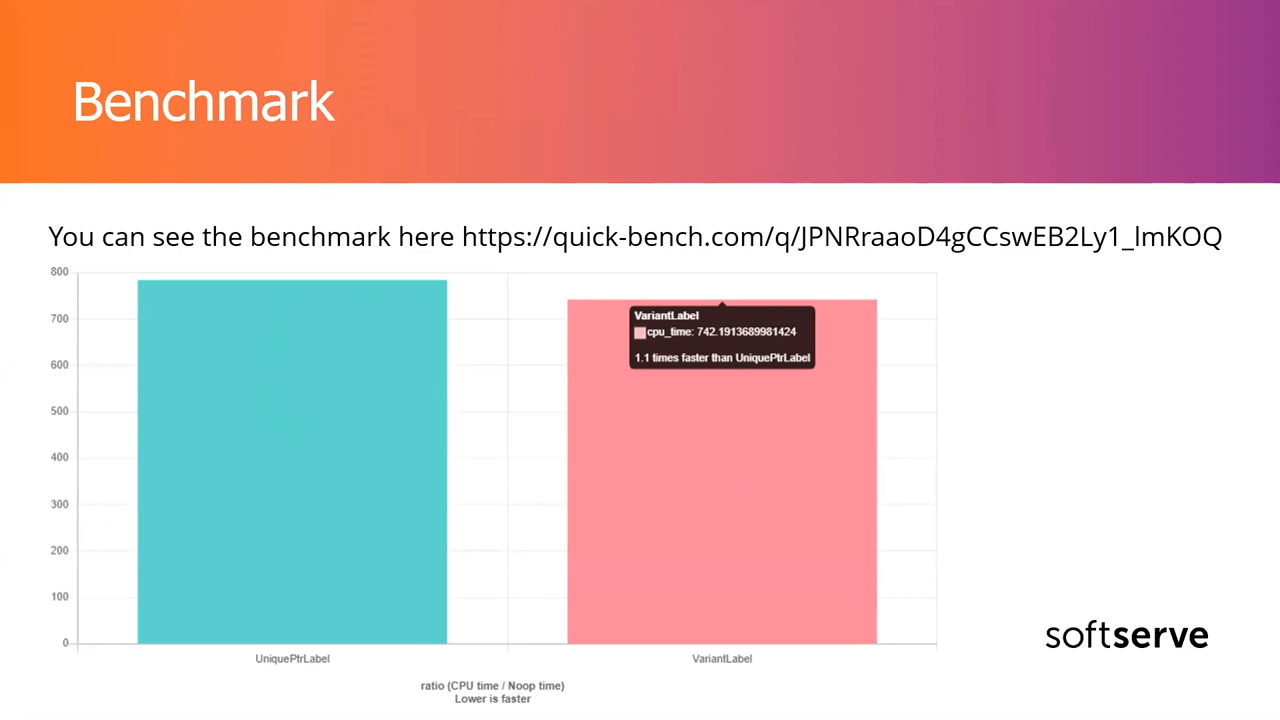 Benchmark
You can see the benchmark here https://quick-bench.com/q/JPNRraaoD4gCCswEB2Ly1_lmKOQ
800
700
600
500
400
300
200
100
0
VariantLabel
cpu_time: 742.1913689981424
1.1 times faster than UniquePtrLabel
UniquePtrLabel
VariantLabel
ratio (CPU time / Noop time)
Lower is faster
softserve